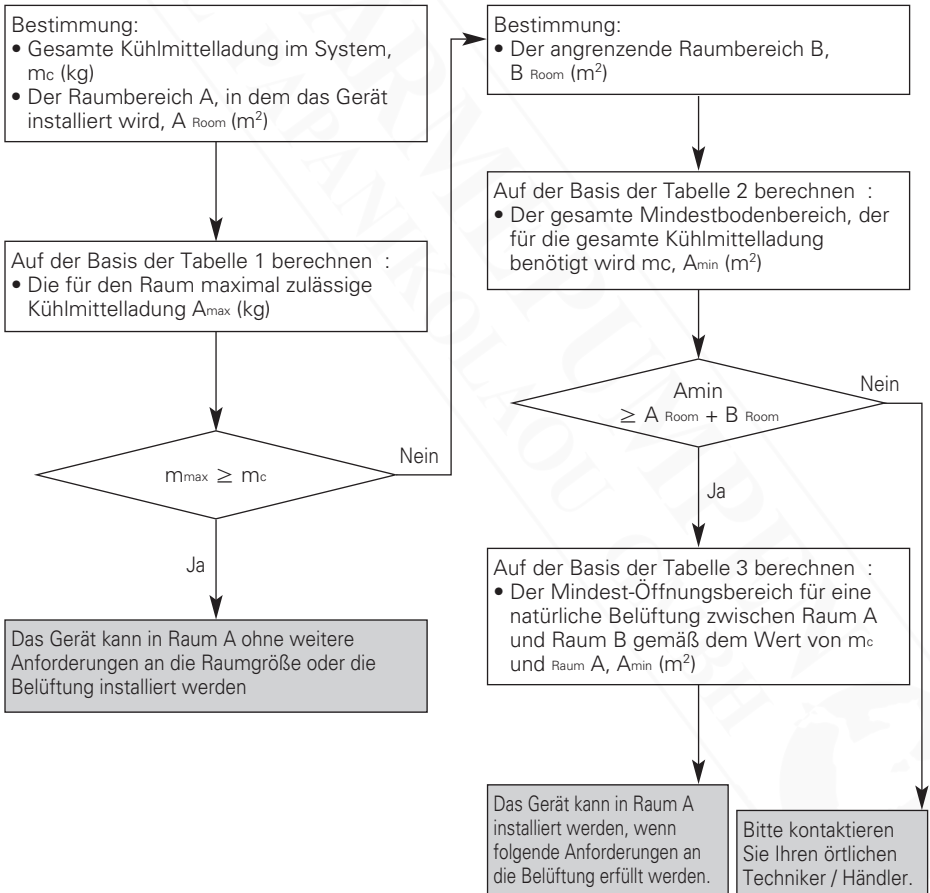 Bestimmung:
• Gesamte Kühlmittelladung im System,
mc (kg)
• Der Raumbereich A, in dem das Gerät
installiert wird, A Room (m²)
Auf der Basis der Tabelle 1 berechnen :
• Die für den Raum maximal zulässige
Kühlmittelladung Amax (kg)
mmax ≥ mc
Nein
Ja
Das Gerät kann in Raum A ohne weitere
Anforderungen an die Raumgröße oder die
Belüftung installiert werden
Bestimmung:
• Der angrenzende Raumbereich B,
B Room (m²)
Auf der Basis der Tabelle 2 berechnen :
• Der gesamte Mindestbodenbereich, der
für die gesamte Kühlmittelladung
benötigt wird mc, Amin (m²)
Amin
≥ A Room + B Room
Nein
Ja
Auf der Basis der Tabelle 3 berechnen :
• Der Mindest-Öffnungsbereich für eine
natürliche Belüftung zwischen Raum A
und Raum B gemäß dem Wert von mc
und Raum A, Amin (m²)
Das Gerät kann in Raum A
installiert werden, wenn
folgende Anforderungen an
die Belüftung erfüllt werden.
Bitte kontaktieren
Sie Ihren örtlichen
Techniker / Händler.